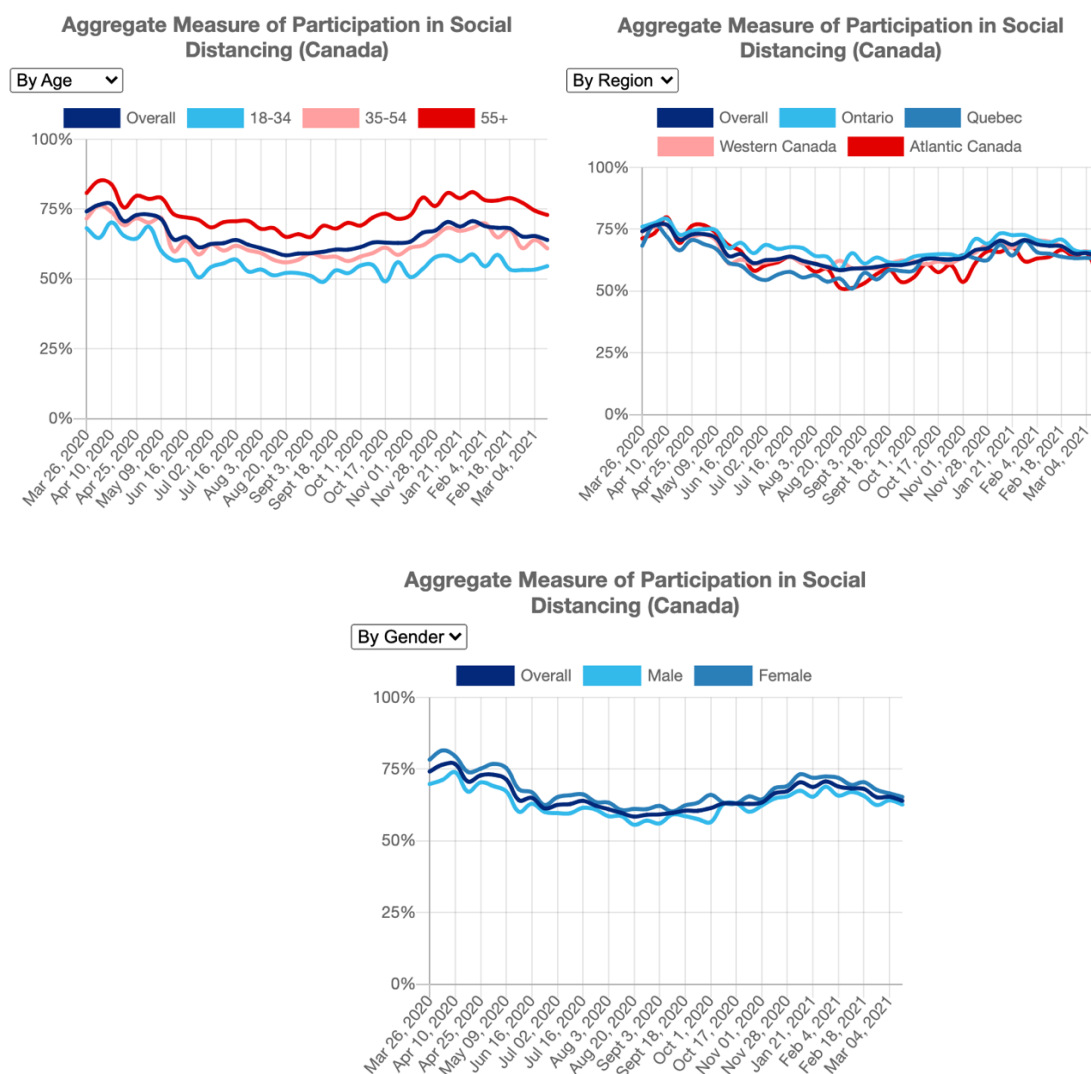 Aggregate Measure of Participation in Social
Distancing (Canada)
By Age
Overall 18-34 35-54 55+
100%
75%
50%
25%
0%
Mar 26, 2020
Apr 10, 2020
Apr 25, 2020
May 09, 2020
Jun 16, 2020
Jul 02, 2020
Jul 16, 2020
Aug 3, 2020
Aug 20, 2020
Sept 3, 2020
Sept 18, 2020
Oct 1, 2020
Oct 17, 2020
Nov 01, 2020
Nov 28, 2020
Jan 21, 2021
Feb 4, 2021
Feb 18, 2021
Mar 04, 2021
Aggregate Measure of Participation in Social
Distancing (Canada)
By Region
Overall Ontario Quebec
Western Canada Atlantic Canada
100%
75%
50%
25%
0%
Mar 26, 2020
Apr 10, 2020
Apr 25, 2020
May 09, 2020
Jun 16, 2020
Jul 02, 2020
Jul 16, 2020
Aug 3, 2020
Aug 20, 2020
Sept 3, 2020
Sept 18, 2020
Oct 1, 2020
Oct 17, 2020
Nov 01, 2020
Nov 28, 2020
Jan 21, 2021
Feb 4, 2021
Feb 18, 2021
Mar 04, 2021
Aggregate Measure of Participation in Social
Distancing (Canada)
By Gender
Overall Male Female
100%
75%
50%
25%
0%
Mar 26, 2020
Apr 10, 2020
Apr 25, 2020
May 09, 2020
Jun 16, 2020
Jul 02, 2020
Jul 16, 2020
Aug 3, 2020
Aug 20, 2020
Sept 3, 2020
Sept 18, 2020
Oct 1, 2020
Oct 17, 2020
Nov 01, 2020
Nov 28, 2020
Jan 21, 2021
Feb 4, 2021
Feb 18, 2021
Mar 04, 2021